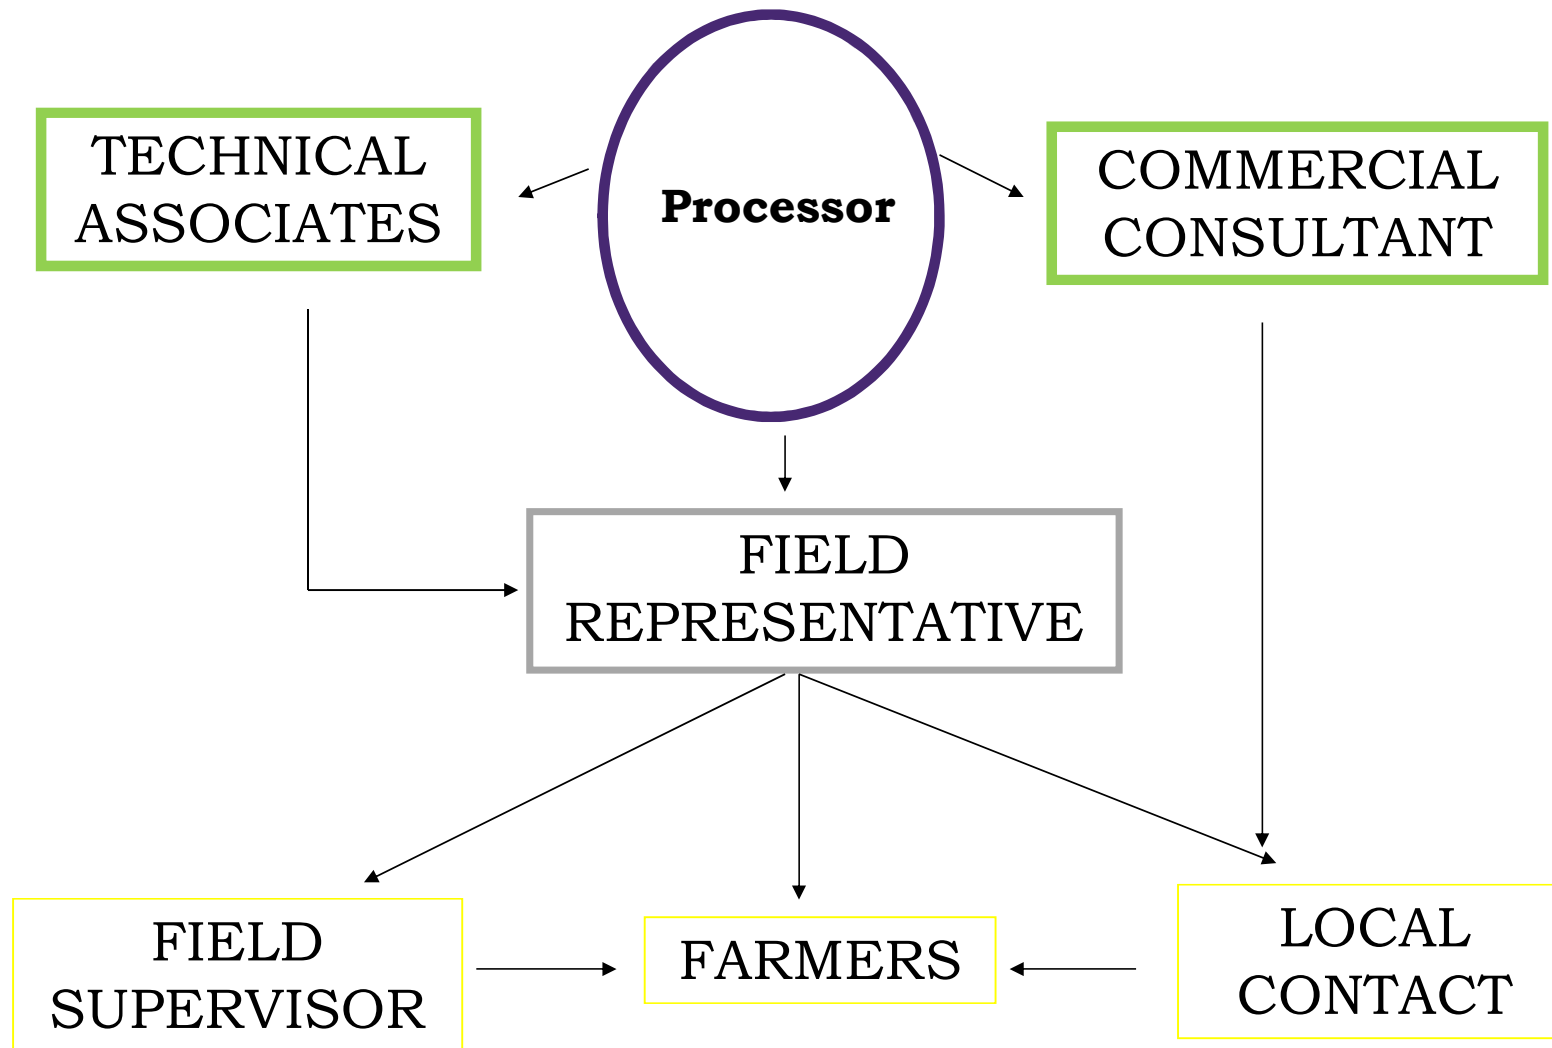 TECHNICAL
ASSOCIATES
Processor
COMMERCIAL
CONSULTANT
FIELD
REPRESENTATIVE
FIELD
SUPERVISOR
FARMERS
LOCAL
CONTACT